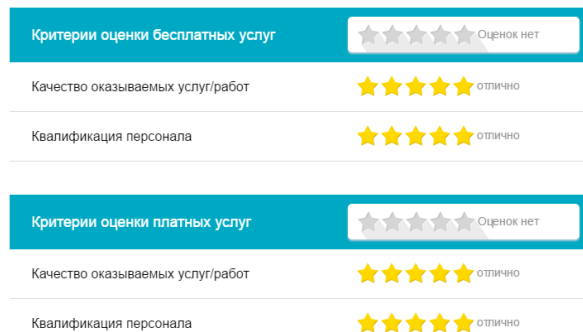 Критерии оценки бесплатных услуг Оценок нет
Качество оказываемых услуг/работ отлично
Квалификация персонала отлично
Критерии оценки платных услуг Оценок нет
Качество оказываемых услуг/работ отлично
Квалификация персонала отлично